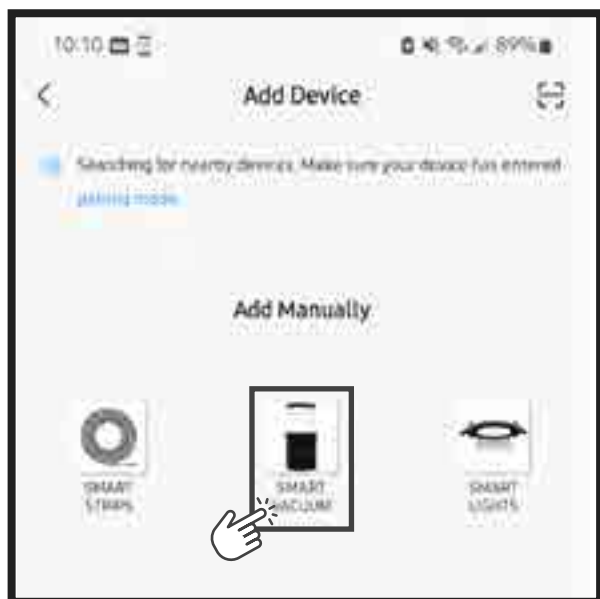 10:10 89%
Add Device
Searching for nearby devices. Make sure your device has entered
pairing mode.
Add Manually
SMART
STRIPS
SMART
VACUUM
SMART
LIGHTS